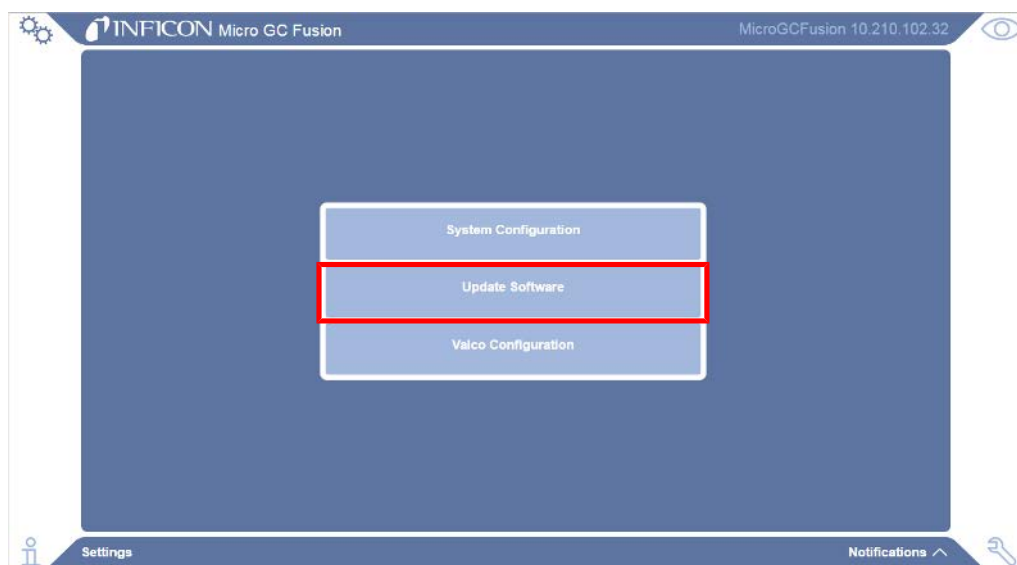 INFICON Micro GC Fusion
MicroGCFusion 10.210.102.32
System Configuration
Update Software
Valco Configuration
Settings
Notifications